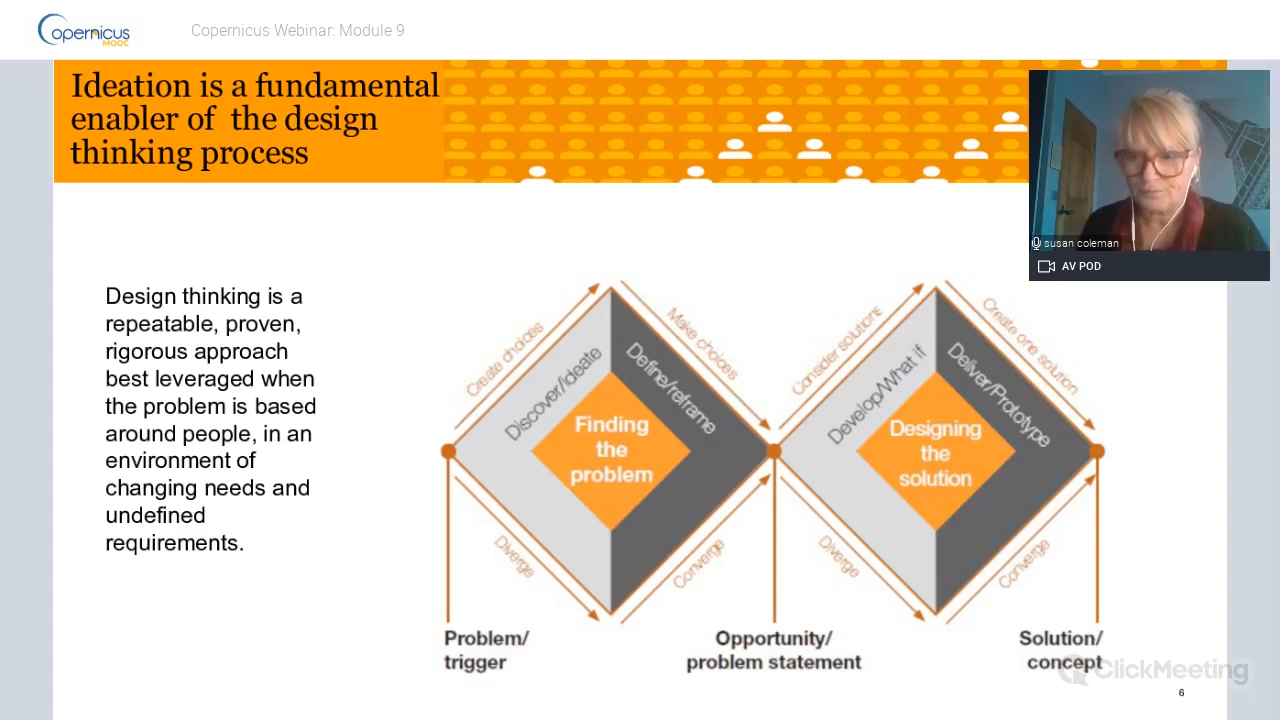 Copernicus
MOOC
Copernicus Webinar: Module 9
Ideation is a fundamental
enabler of the design
thinking process
susan coleman
AV POD
Design thinking is a
repeatable, proven,
rigorous approach
best leveraged when
the problem is based
around people, in an
environment of
changing needs and
undefined
requirements.
Create choices
Make choices
Discover/Ideate
Define/reframe
Finding
the
problem
Diverge
Converge
Consider solutions
Create one solution
Develop/What if
Deliver/Prototype
Designing
the
solution
Diverge
Converge
Problem/
trigger
Opportunity/
problem statement
Solution/
concept
ClickMeeting
6